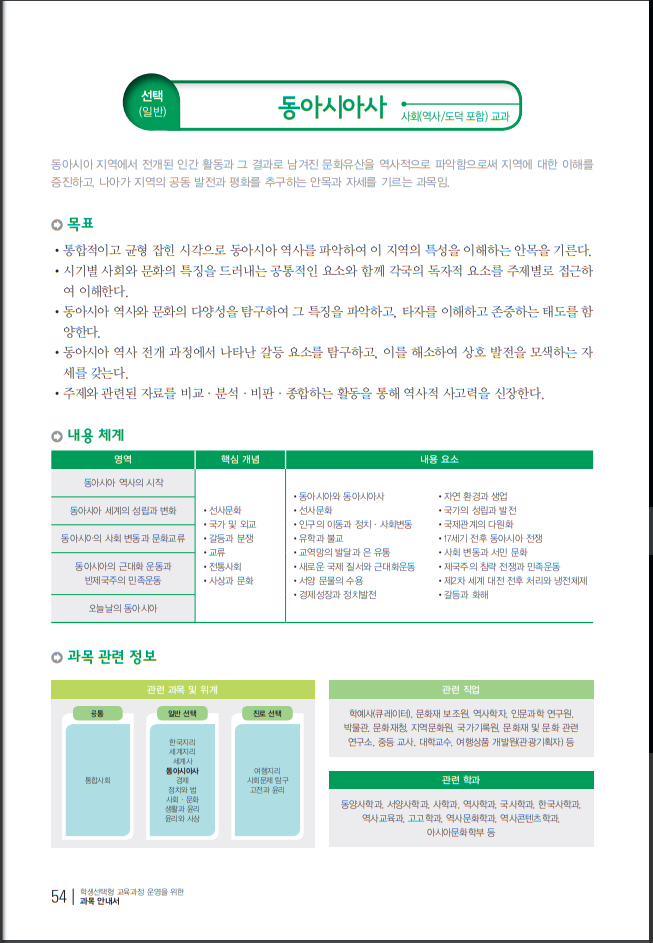 선택
(일반)
동아시아사
사회(역사/도덕 포함) 교과
동아시아 지역에서 전개된 인간 활동과 그 결과로 남겨진 문화유산을 역사적으로 파악함으로써 지역에 대한 이해를
증진하고, 나아가 지역의 공동 발전과 평화를 추구하는 안목과 자세를 기르는 과목임.
목표
• 통합적이고 균형 잡힌 시각으로 동아시아 역사를 파악하여 이 지역의 특성을 이해하는 안목을 기른다.
• 시기별 사회와 문화의 특징을 드러내는 공통적인 요소와 함께 각국의 독자적 요소를 주제별로 접근하
여 이해한다.
• 동아시아 역사와 문화의 다양성을 탐구하여 그 특징을 파악하고, 타자를 이해하고 존중하는 태도를 함
양한다.
• 동아시아 역사 전개 과정에서 나타난 갈등 요소를 탐구하고, 이를 해소하여 상호 발전을 모색하는 자
세를 갖는다.
• 주제와 관련된 자료를 비교 · 분석 · 비판 · 종합하는 활동을 통해 역사적 사고력을 신장한다.
내용 체계
영역
핵심 개념
내용 요소
동아시아 역사의 시작
동아시아 세계의 성립과 변화
동아시아의 사회 변동과 문화교류
동아시아의 근대화 운동과
반제국주의 민족운동
오늘날의 동아시아
• 선사문화
• 국가 및 외교
• 갈등과 분쟁
• 교류
• 전통사회
• 사상과 문화
• 동아시아와 동아시아사
• 선사문화
• 인구의 이동과 정치 · 사회변동
• 유학과 불교
• 교역망의 발달과 은 유통
• 새로운 국제 질서와 근대화운동
• 서양 문물의 수용
• 경제성장과 정치발전
• 자연 환경과 생업
• 국가의 성립과 발전
• 국제관계의 다원화
• 17세기 전후 동아시아 전쟁
• 사회 변동과 서민 문화
• 제국주의 침략 전쟁과 민족운동
• 제2차 세계 대전 전후 처리와 냉전체제
• 갈등과 화해
과목 관련 정보
관련 과목 및 위계
공통
통합사회
일반 선택
한국지리
세계지리
세계사
동아시아사
경제
정치와 법
사회 · 문화
생활과 윤리
윤리와 사상
진로 선택
여행지리
사회문제 탐구
고전과 윤리
관련 직업
학예사(큐레이터), 문화재 보조원, 역사학자, 인문과학 연구원,
박물관, 문화재청, 지역문화원, 국가기록원, 문화재 및 문화 관련
연구소, 중등 교사, 대학교수, 여행상품 개발원(관광기획자) 등
관련 학과
동양사학과, 서양사학과, 사학과, 역사학과, 국사학과, 한국사학과,
역사교육과, 고고학과, 역사문화학과, 역사콘텐츠학과,
아시아문화학부 등
54
학생선택형 교육과정 운영을 위한
과목 안내서